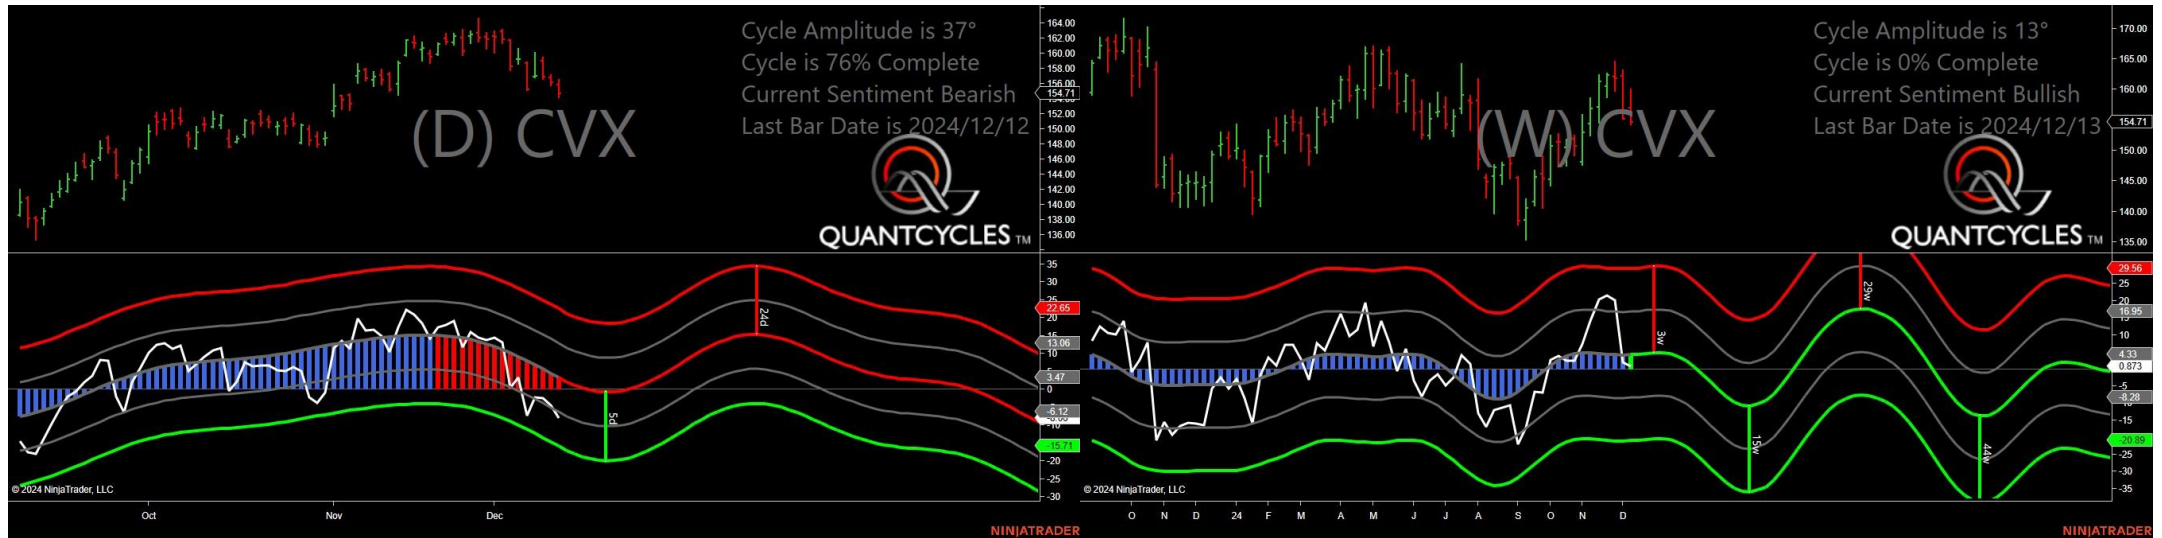 Cycle Amplitude is 37°
Cycle is 76% Complete
Current Sentiment Bearish
Last Bar Date is 2024/12/12
(D) CVX
QUANTCYCLES TM
164.00
162.00
160.00
158.00
156.00
154.71
152.00
150.00
148.00
146.00
144.00
142.00
140.00
138.00
136.00
35
30
25
22.65
20
15
13.06
10
5
3.47
0
-6.12
-10
-15.71
-20
-25
-30
24d
5d
© 2024 NinjaTrader, LLC
Oct Nov Dec
NINJATRADER
Cycle Amplitude is 13°
Cycle is 0% Complete
Current Sentiment Bullish
Last Bar Date is 2024/12/13
(W) CVX
QUANTCYCLES TM
170.00
165.00
160.00
154.71
150.00
145.00
140.00
135.00
29.56
25
20
16.95
10
4.33
0.873
-5
-8.28
-15
-20.89
-25
-30
-35
3w
15w
29w
44w
© 2024 NinjaTrader, LLC
O N D 24 F M A M J J A S O N D
NINJATRADER